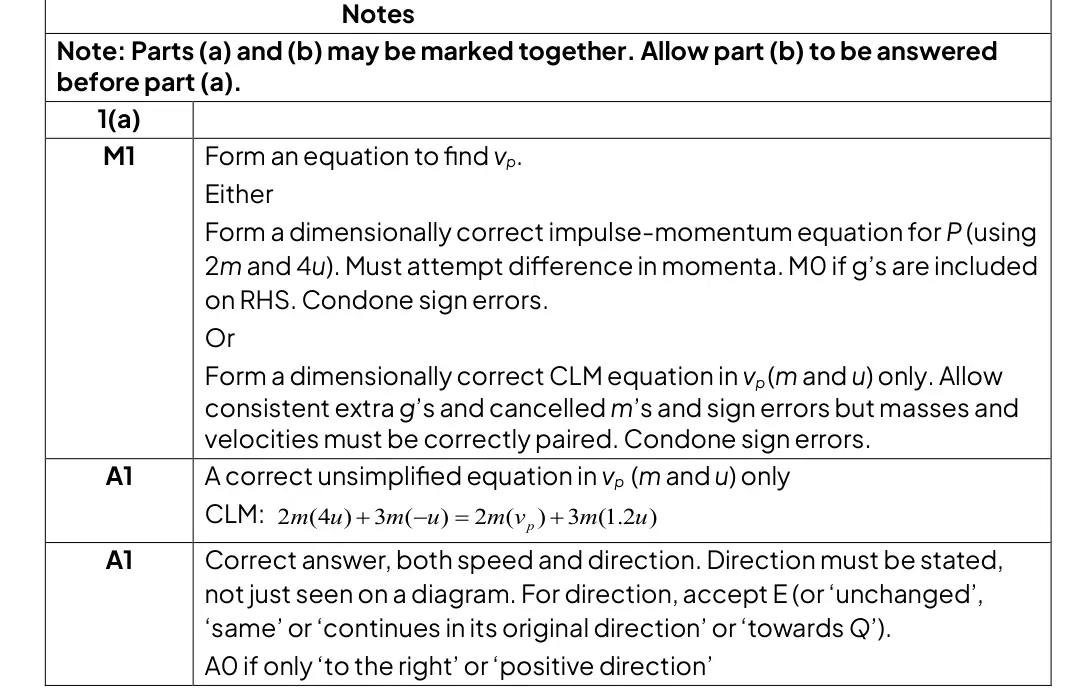 Notes
Note: Parts (a) and (b) may be marked together. Allow part (b) to be answered
before part (a).
1(a)
M1
Form an equation to find vₚ.
Either
Form a dimensionally correct impulse-momentum equation for P (using
2m and 4u). Must attempt difference in momenta. M0 if g’s are included
on RHS. Condone sign errors.
Or
Form a dimensionally correct CLM equation in vₚ (m and u) only. Allow
consistent extra g’s and cancelled m’s and sign errors but masses and
velocities must be correctly paired. Condone sign errors.
A1
A correct unsimplified equation in vₚ (m and u) only
CLM: 2m(4u)+3m(−u)=2m(vₚ)+3m(1.2u)
A1
Correct answer, both speed and direction. Direction must be stated,
not just seen on a diagram. For direction, accept E (or ‘unchanged’,
‘same’ or ‘continues in its original direction’ or ‘towards Q’).
A0 if only ‘to the right’ or ‘positive direction’